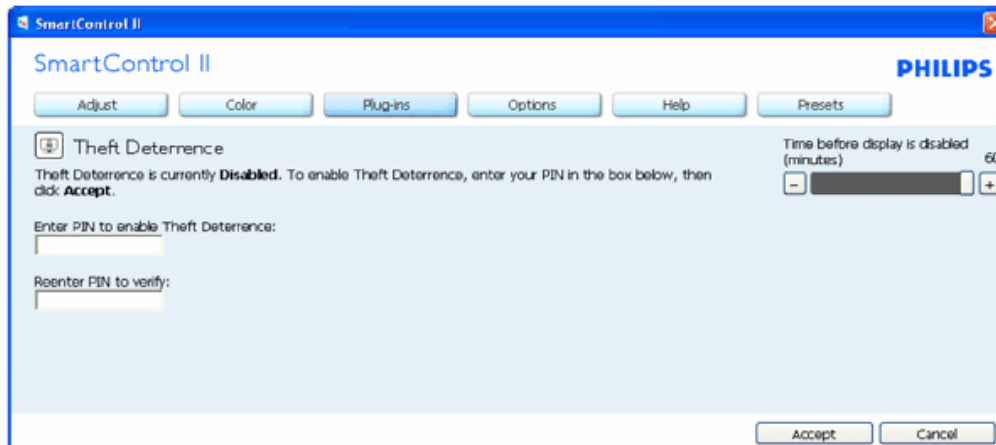 SmartControl II
SmartControl II
PHILIPS
Adjust Color Plug-ins Options Help Presets
Theft Deterrence
Theft Deterrence is currently Disabled. To enable Theft Deterrence, enter your PIN in the box below, then
click Accept.
Time before display is disabled
(minutes) 60
- +
Enter PIN to enable Theft Deterrence:
Reenter PIN to verify:
Accept Cancel